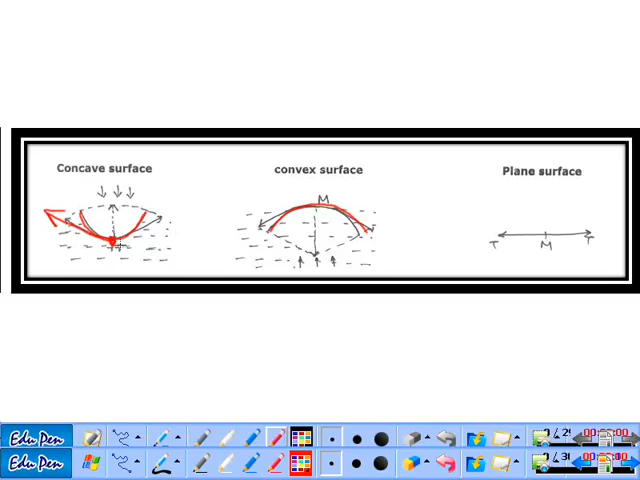 Concave surface
convex surface
Plane surface
M
T
M
T
Edu Pen
Edu Pen